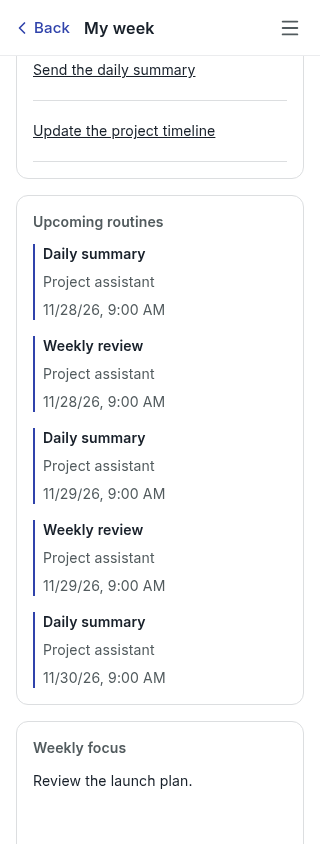 Back My week
Send the daily summary
Update the project timeline
Upcoming routines
Daily summary
Project assistant
11/28/26, 9:00 AM
Weekly review
Project assistant
11/28/26, 9:00 AM
Daily summary
Project assistant
11/29/26, 9:00 AM
Weekly review
Project assistant
11/29/26, 9:00 AM
Daily summary
Project assistant
11/30/26, 9:00 AM
Weekly focus
Review the launch plan.